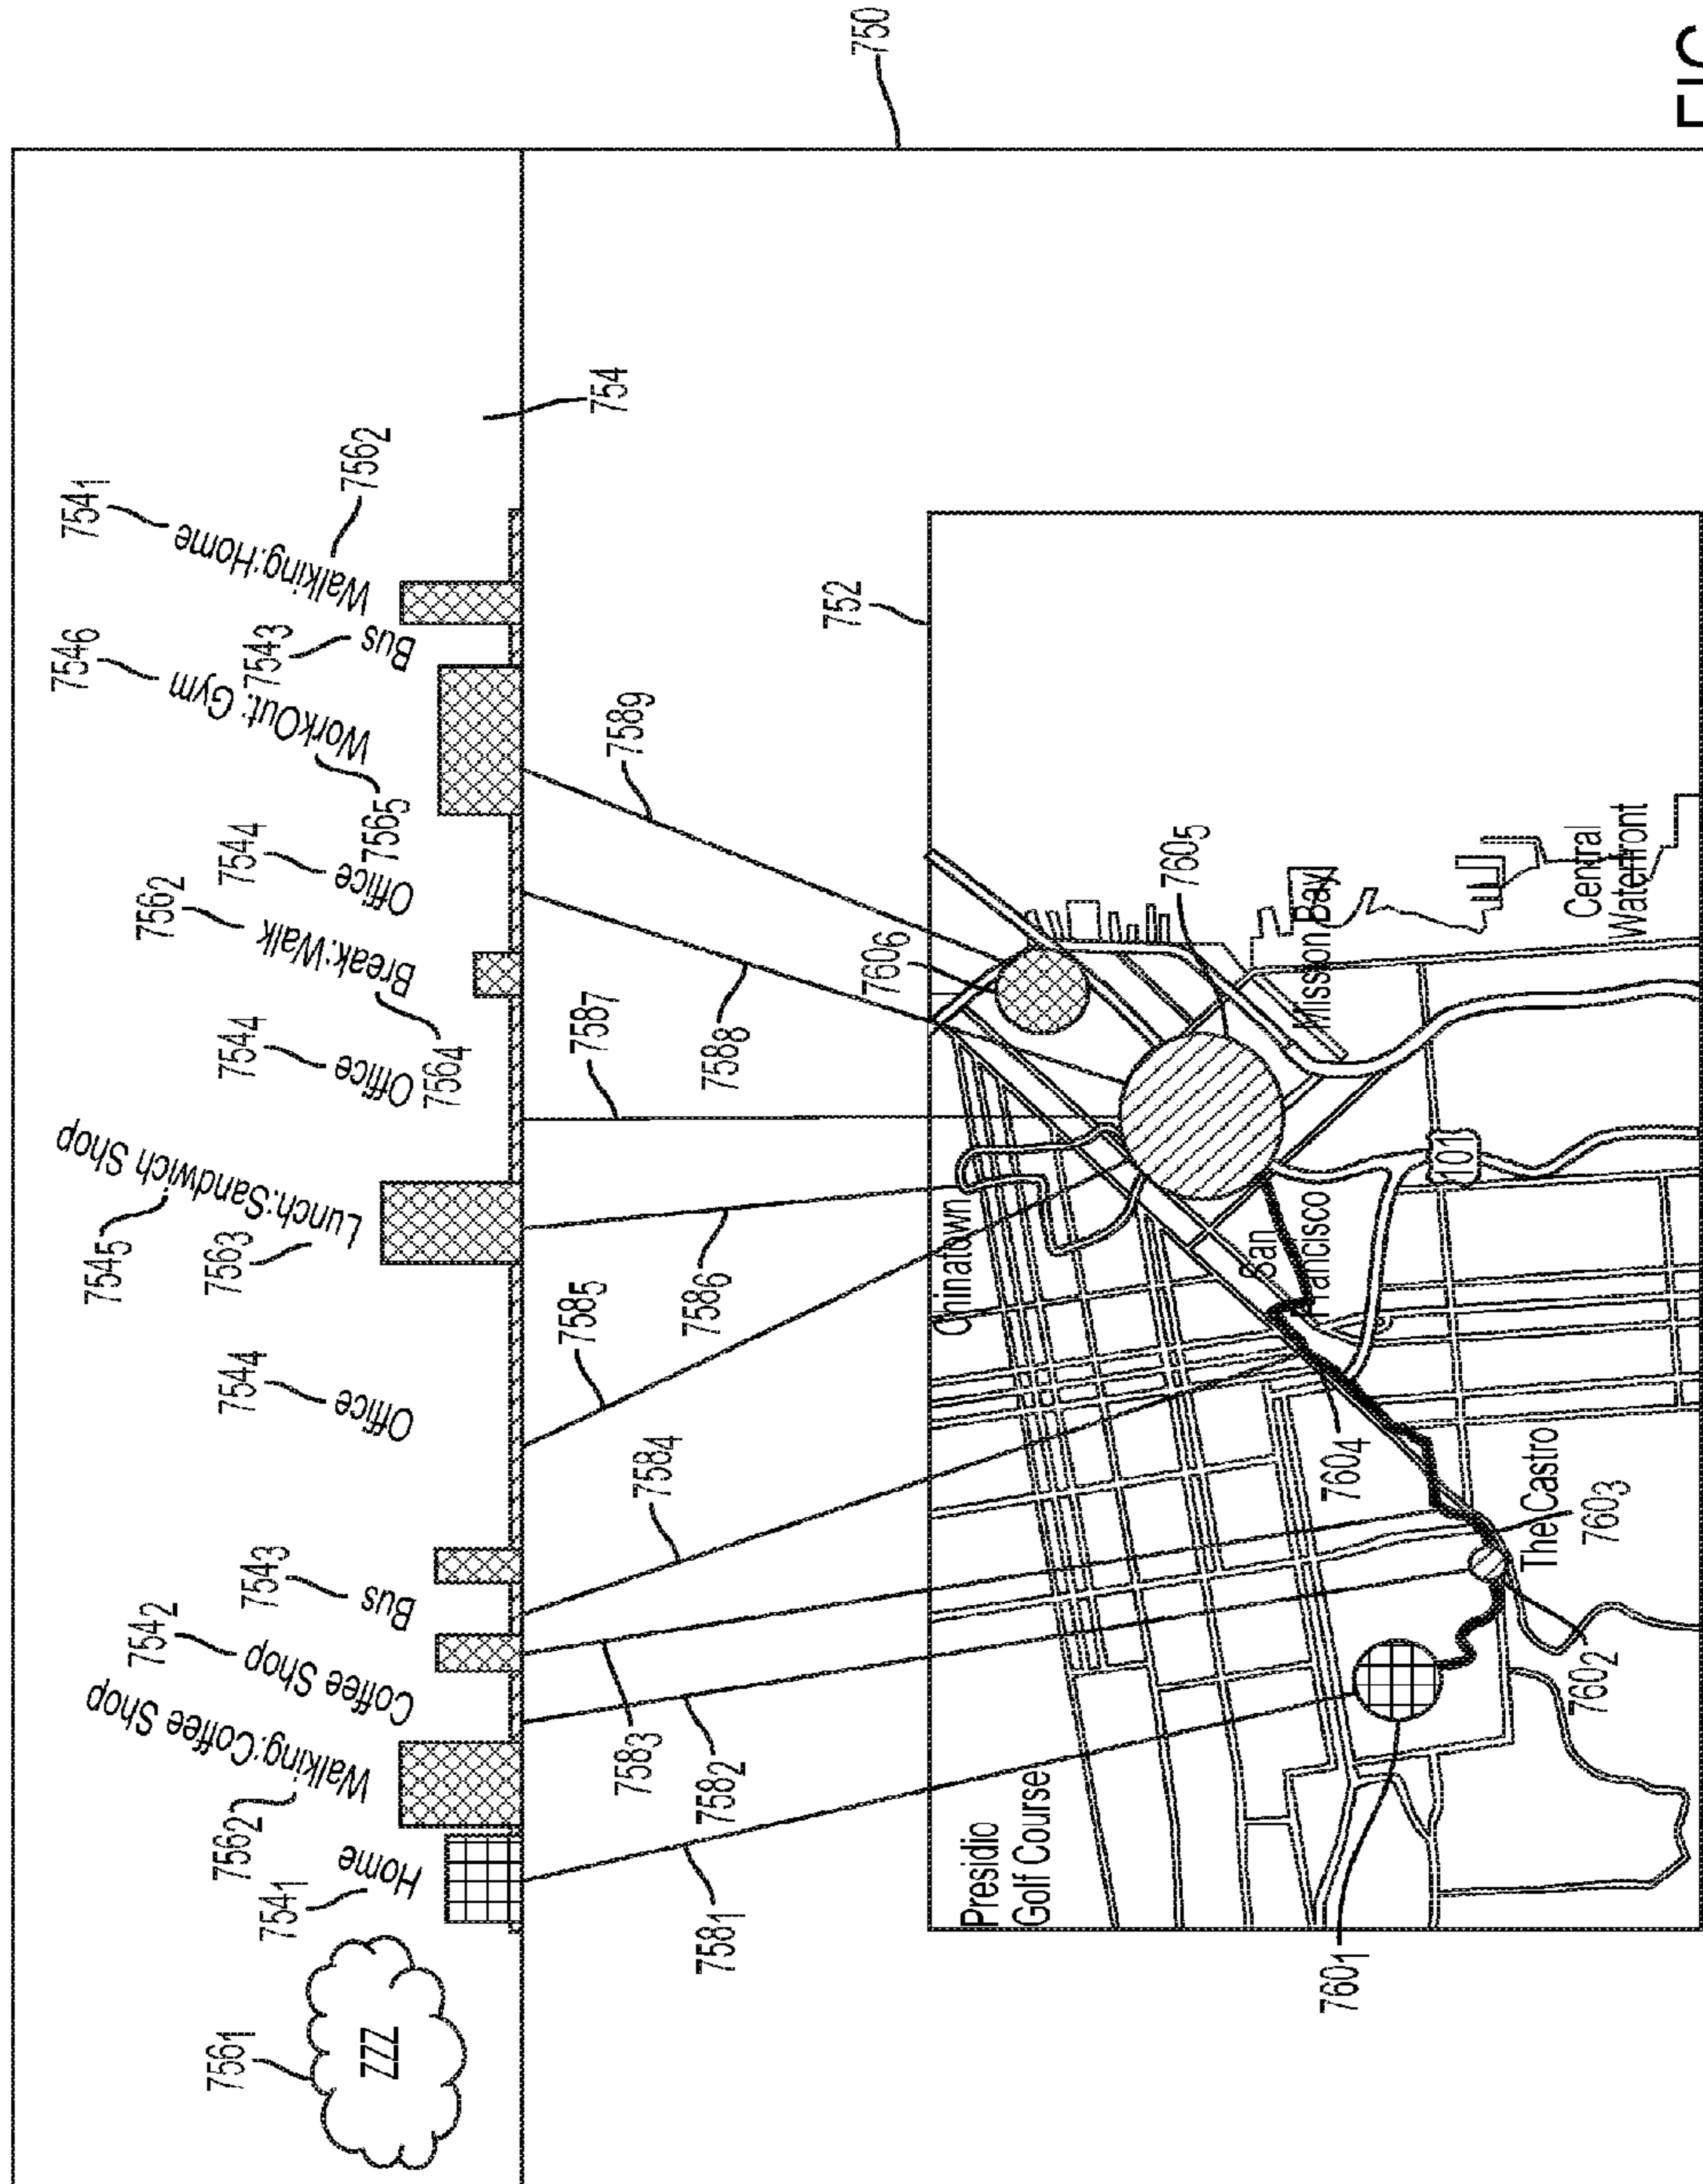 756₁
ZZZ
754₁
Home
756₂
Walking:Coffee Shop
754₂
Coffee Shop
754₃
Bus
754₄
Office
754₅
756₃
Lunch:Sandwich Shop
754₄
Office
756₄
756₂
Break:Walk
754₄
Office
756₅
754₆
WorkOut: Gym
754₃
Bus
754₁
Walking:Home
756₂
754
750
758₁
758₂
758₃
758₄
758₅
758₆
758₇
758₈
758₉
752
Presidio
Golf Course
Chinatown
San
Francisco
101
Mission Bay
Central
Waterfront
The Castro
760₁
760₂
760₃
760₄
760₅
760₆